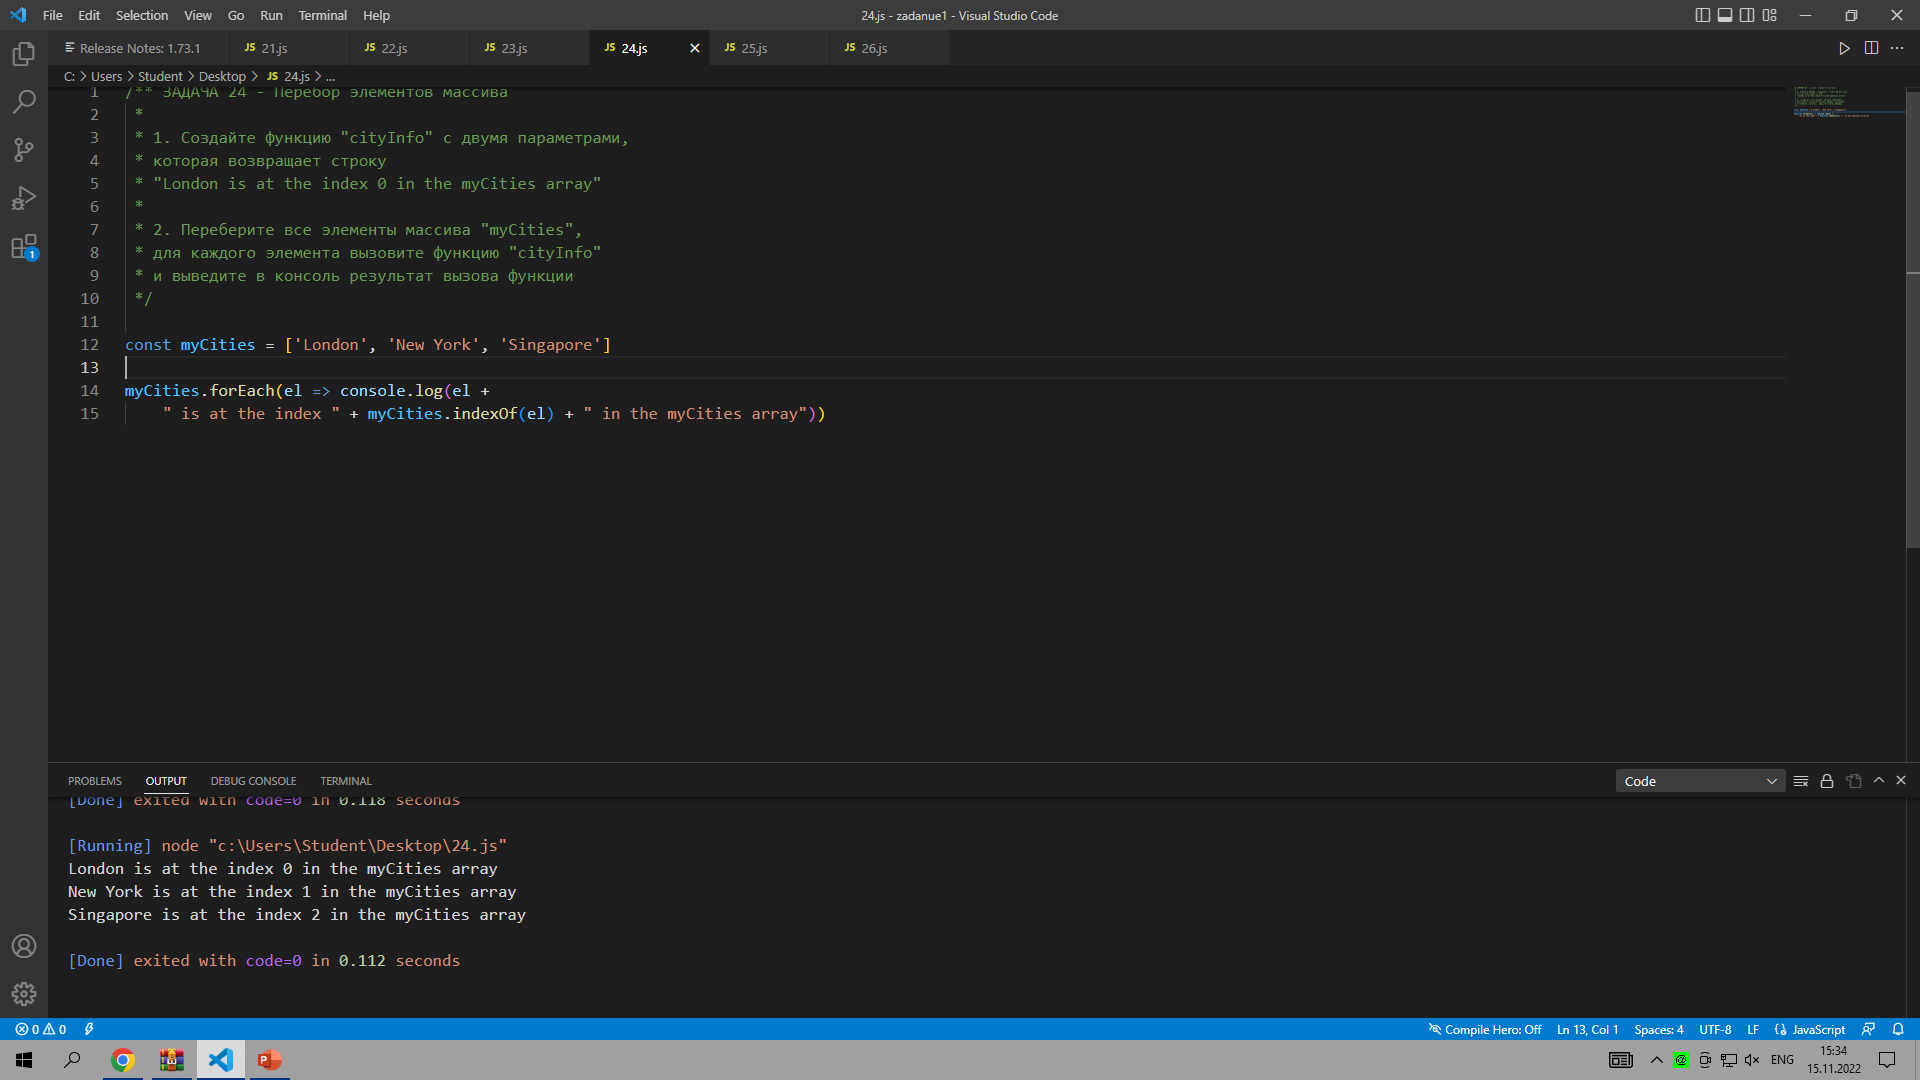 File Edit Selection View Go Run Terminal Help
24.js - zadanue1 - Visual Studio Code
Release Notes: 1.73.1 JS 21.js JS 22.js JS 23.js JS 24.js JS 25.js JS 26.js
C: > Users > Student > Desktop > JS 24.js > ...
1 /** ЗАДАЧА 24 - Перебор элементов массива
2 *
3 * 1. Создайте функцию "cityInfo" с двумя параметрами,
4 * которая возвращает строку
5 * "London is at the index 0 in the myCities array"
6 *
7 * 2. Переберите все элементы массива "myCities",
8 * для каждого элемента вызовите функцию "cityInfo"
9 * и выведите в консоль результат вызова функции
10 */
11
12 const myCities = ['London', 'New York', 'Singapore']
13
14 myCities.forEach(el => console.log(el +
15 " is at the index " + myCities.indexOf(el) + " in the myCities array"))
1
PROBLEMS OUTPUT DEBUG CONSOLE TERMINAL
Code
[Done] exited with code=0 in 0.118 seconds
[Running] node "c:\Users\Student\Desktop\24.js"
London is at the index 0 in the myCities array
New York is at the index 1 in the myCities array
Singapore is at the index 2 in the myCities array
[Done] exited with code=0 in 0.112 seconds
0 0
Compile Hero: Off Ln 13, Col 1 Spaces: 4 UTF-8 LF JavaScript
ENG
15:34
15.11.2022